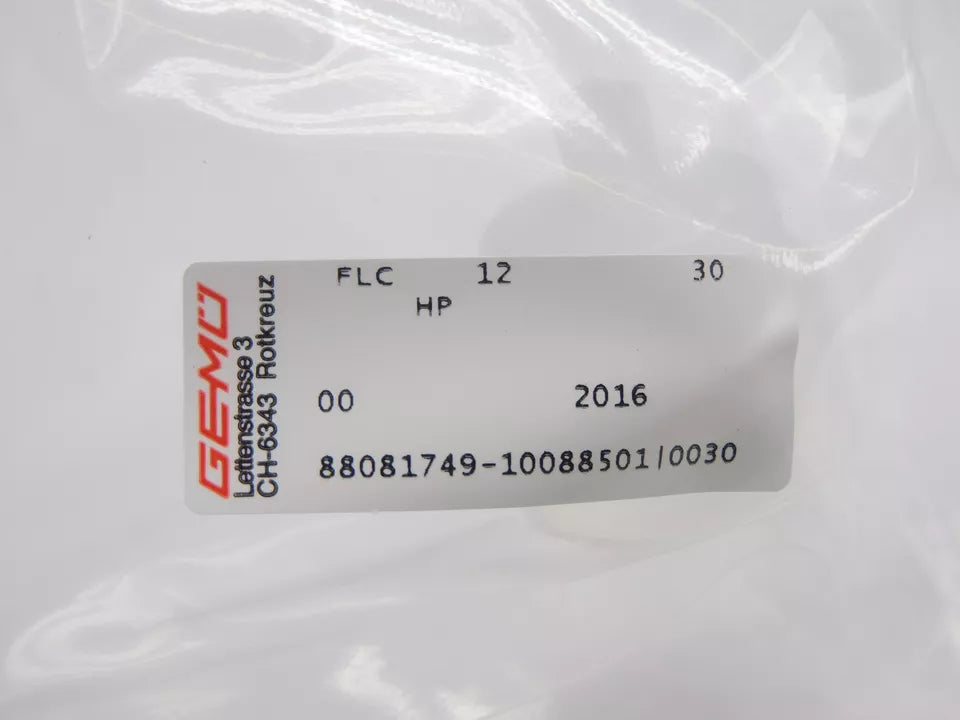 GEMÜ
Lettenstrasse 3
CH-6343 Rotkreuz
FLC 12 30
HP
00 2016
88081749-10088501|0030